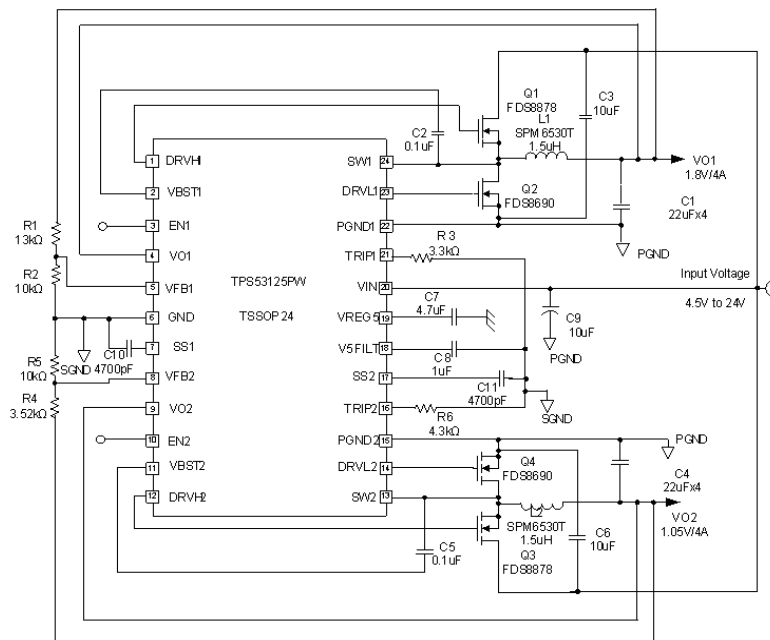 Q1
FDS8878
L1
SPM 6530T
1.5uH
C3
10uF
C2
0.1uF
1
DRVH1
SW1
24
VO1
1.8V/4A
2
VBST1
DRVL1
23
Q2
FDS8690
C1
22uFx4
R1
13kΩ
3
EN1
PGND1
22
R 3
3.3kΩ
PGND
4
VO1
TRIP1
21
R2
10kΩ
TPS53125PW
Input Voltage
5
VFB1
VIN
20
C7
4.7uF
4.5V to 24V
6
GND
TSSOP 24
VREG5
19
C9
10uF
SGND
C10
4700pF
7
SS1
V5FILT
18
C 8
1uF
PGND
R5
10kΩ
8
VFB2
SS2
17
C11
4700pF
R4
3.52kΩ
9
VO2
TRIP2
16
R6
4.3kΩ
SGND
10
EN2
PGND2
15
PGND
11
VBST2
DRVL2
14
Q4
FDS8690
C4
22uFx4
12
DRVH2
SW2
13
L2
SPM6530T
1.5uH
VO2
1.05V/4A
C6
10uF
C5
0.1uF
Q3
FDS8878